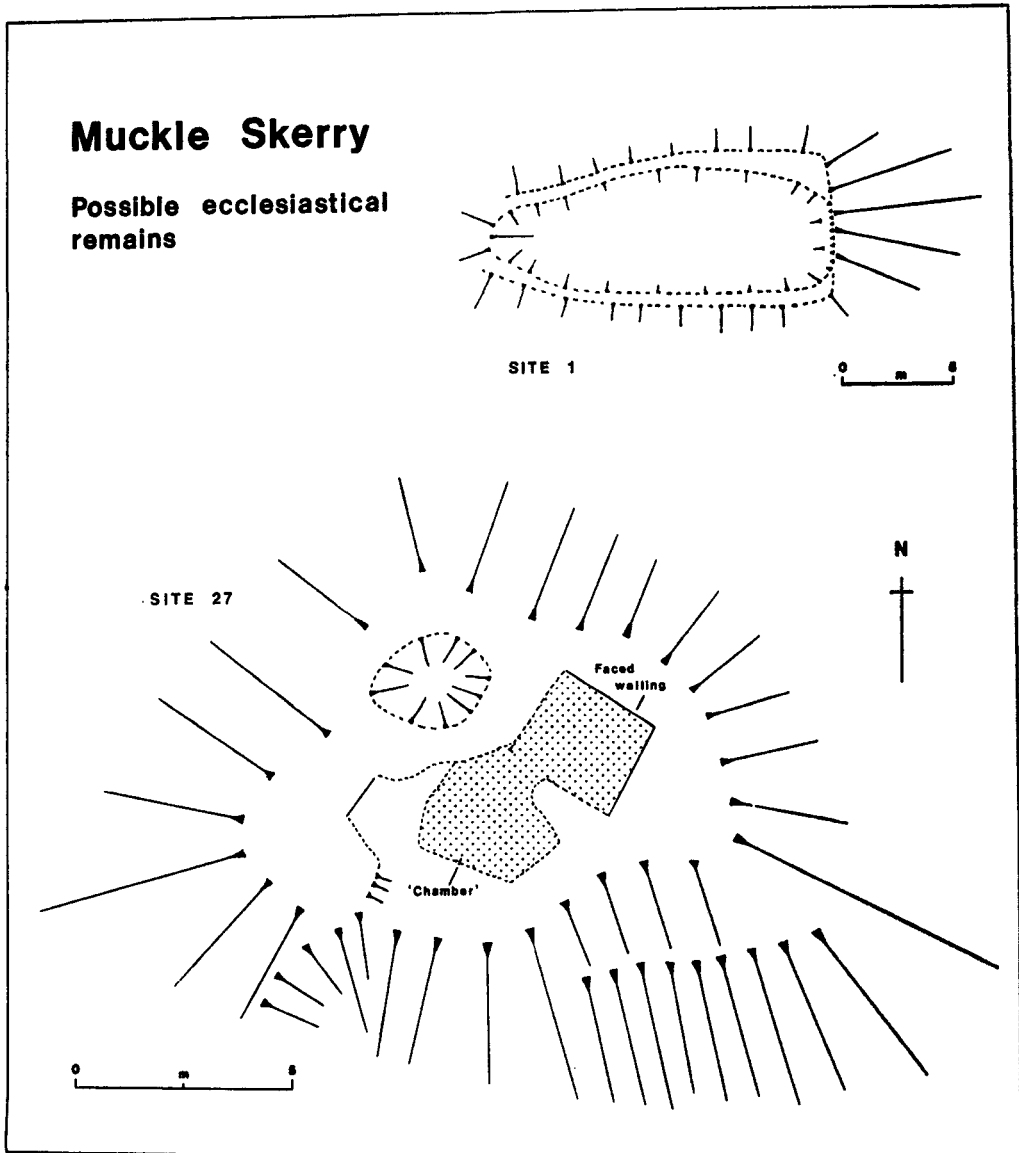 Muckle Skerry
Possible ecclesiastical
remains
SITE 1
0 m 5
N
SITE 27
Faced
walling
'Chamber'
0 m 5